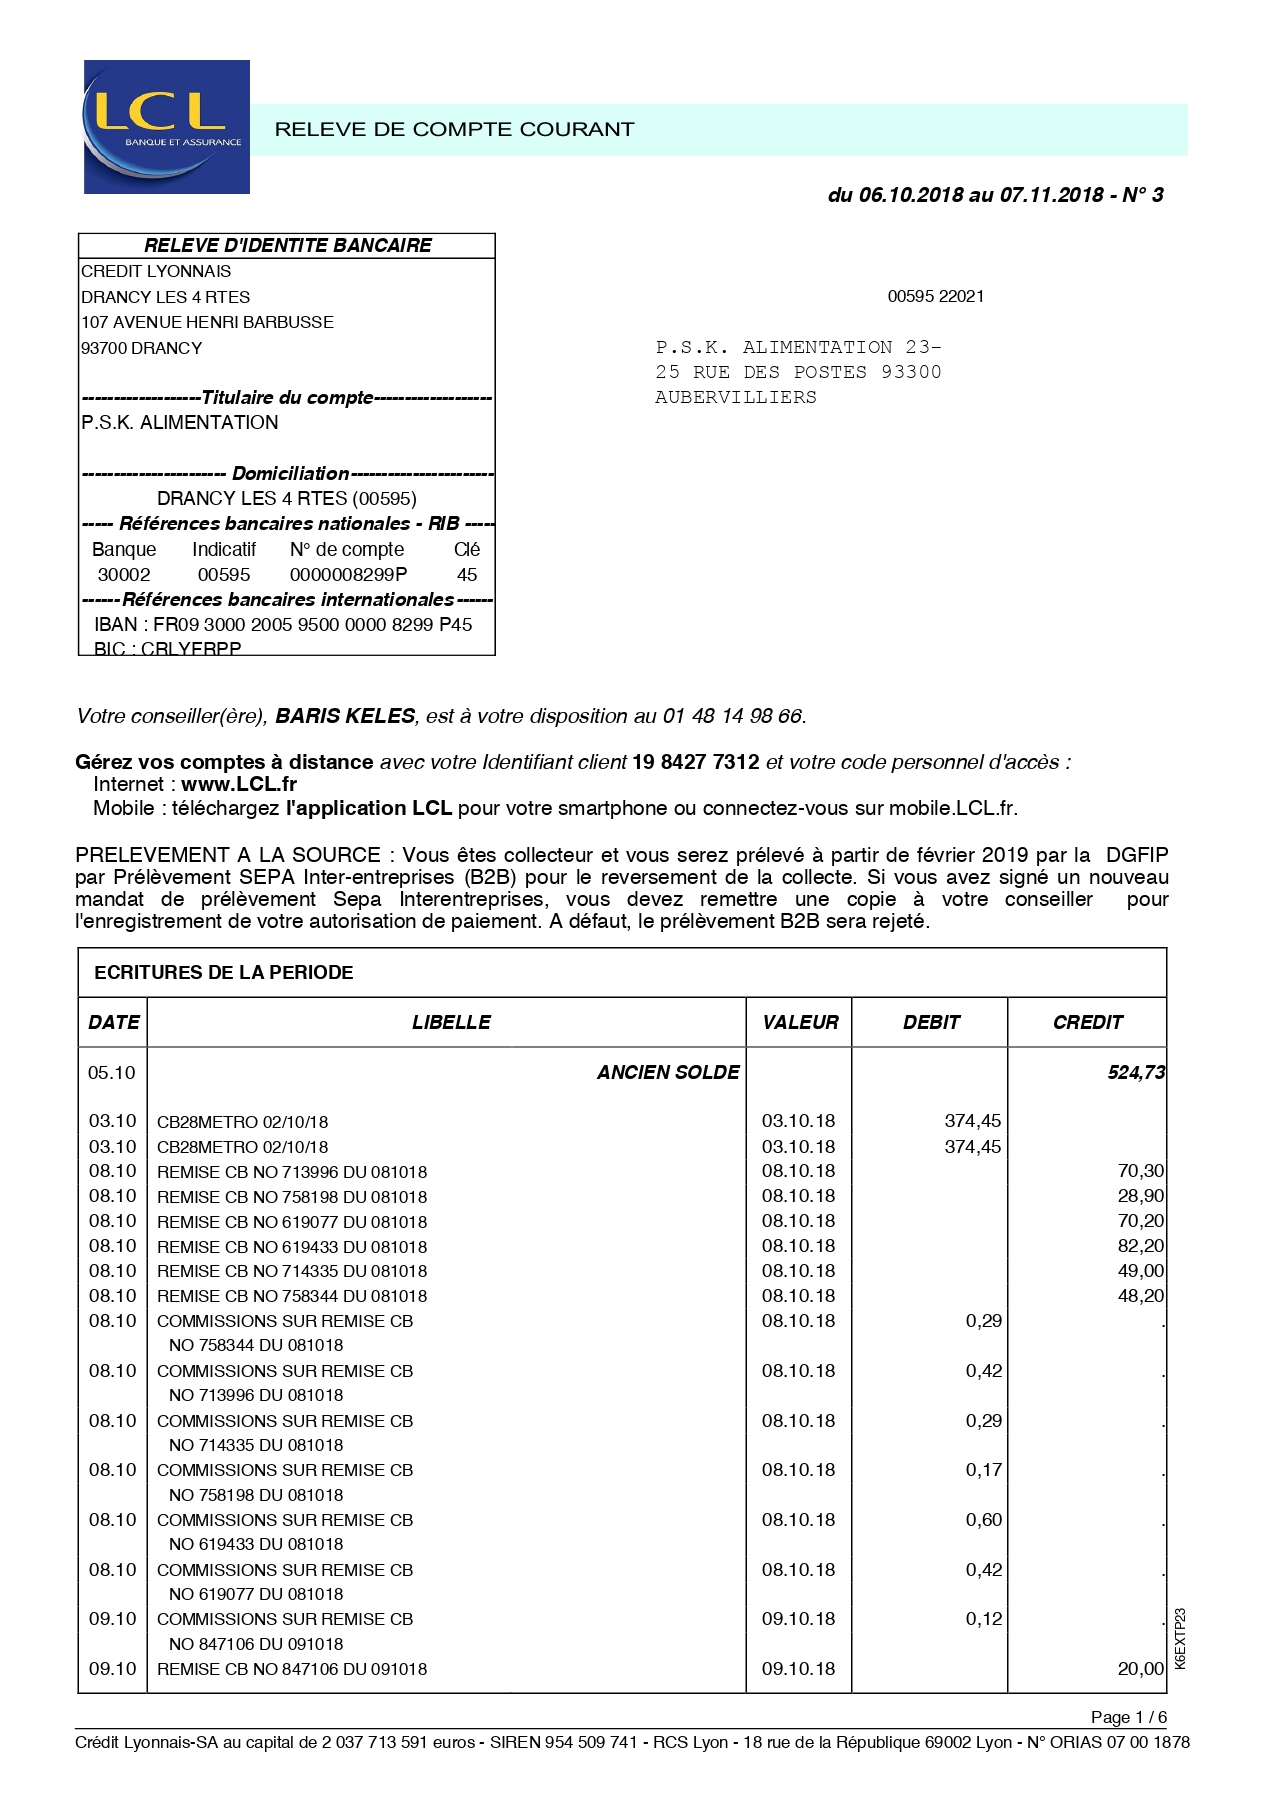 LCL
BANQUE ET ASSURANCE
RELEVE DE COMPTE COURANT
du 06.10.2018 au 07.11.2018 - N° 3
RELEVE D'IDENTITE BANCAIRE
CREDIT LYONNAIS
DRANCY LES 4 RTES
107 AVENUE HENRI BARBUSSE
93700 DRANCY
-------------------Titulaire du compte-------------------
P.S.K. ALIMENTATION
----------------------- Domiciliation-----------------------
DRANCY LES 4 RTES (00595)
----- Références bancaires nationales - RIB -----
Banque Indicatif N° de compte Clé
30002 00595 0000008299P 45
------Références bancaires internationales------
IBAN : FR09 3000 2005 9500 0000 8299 P45
BIC : CRLYFRPP
00595 22021
P.S.K. ALIMENTATION 23-
25 RUE DES POSTES 93300
AUBERVILLIERS
Votre conseiller(ère), BARIS KELES, est à votre disposition au 01 48 14 98 66.
Gérez vos comptes à distance avec votre Identifiant client 19 8427 7312 et votre code personnel d'accès :
Internet : www.LCL.fr
Mobile : téléchargez l'application LCL pour votre smartphone ou connectez-vous sur mobile.LCL.fr.
PRELEVEMENT A LA SOURCE : Vous êtes collecteur et vous serez prélevé à partir de février 2019 par la DGFIP
par Prélèvement SEPA Inter-entreprises (B2B) pour le reversement de la collecte. Si vous avez signé un nouveau
mandat de prélèvement Sepa Interentreprises, vous devez remettre une copie à votre conseiller pour
l'enregistrement de votre autorisation de paiement. A défaut, le prélèvement B2B sera rejeté.
ECRITURES DE LA PERIODE
DATE LIBELLE VALEUR DEBIT CREDIT
05.10 ANCIEN SOLDE 524,73
03.10 CB28METRO 02/10/18 03.10.18 374,45
03.10 CB28METRO 02/10/18 03.10.18 374,45
08.10 REMISE CB NO 713996 DU 081018 08.10.18 70,30
08.10 REMISE CB NO 758198 DU 081018 08.10.18 28,90
08.10 REMISE CB NO 619077 DU 081018 08.10.18 70,20
08.10 REMISE CB NO 619433 DU 081018 08.10.18 82,20
08.10 REMISE CB NO 714335 DU 081018 08.10.18 49,00
08.10 REMISE CB NO 758344 DU 081018 08.10.18 48,20
08.10 COMMISSIONS SUR REMISE CB 08.10.18 0,29 .
NO 758344 DU 081018
08.10 COMMISSIONS SUR REMISE CB 08.10.18 0,42 .
NO 713996 DU 081018
08.10 COMMISSIONS SUR REMISE CB 08.10.18 0,29 .
NO 714335 DU 081018
08.10 COMMISSIONS SUR REMISE CB 08.10.18 0,17 .
NO 758198 DU 081018
08.10 COMMISSIONS SUR REMISE CB 08.10.18 0,60 .
NO 619433 DU 081018
08.10 COMMISSIONS SUR REMISE CB 08.10.18 0,42 .
NO 619077 DU 081018
09.10 COMMISSIONS SUR REMISE CB 09.10.18 0,12 .
NO 847106 DU 091018
09.10 REMISE CB NO 847106 DU 091018 09.10.18 20,00
K6EXTP23
Page 1 / 6
Crédit Lyonnais-SA au capital de 2 037 713 591 euros - SIREN 954 509 741 - RCS Lyon - 18 rue de la République 69002 Lyon - N° ORIAS 07 00 1878